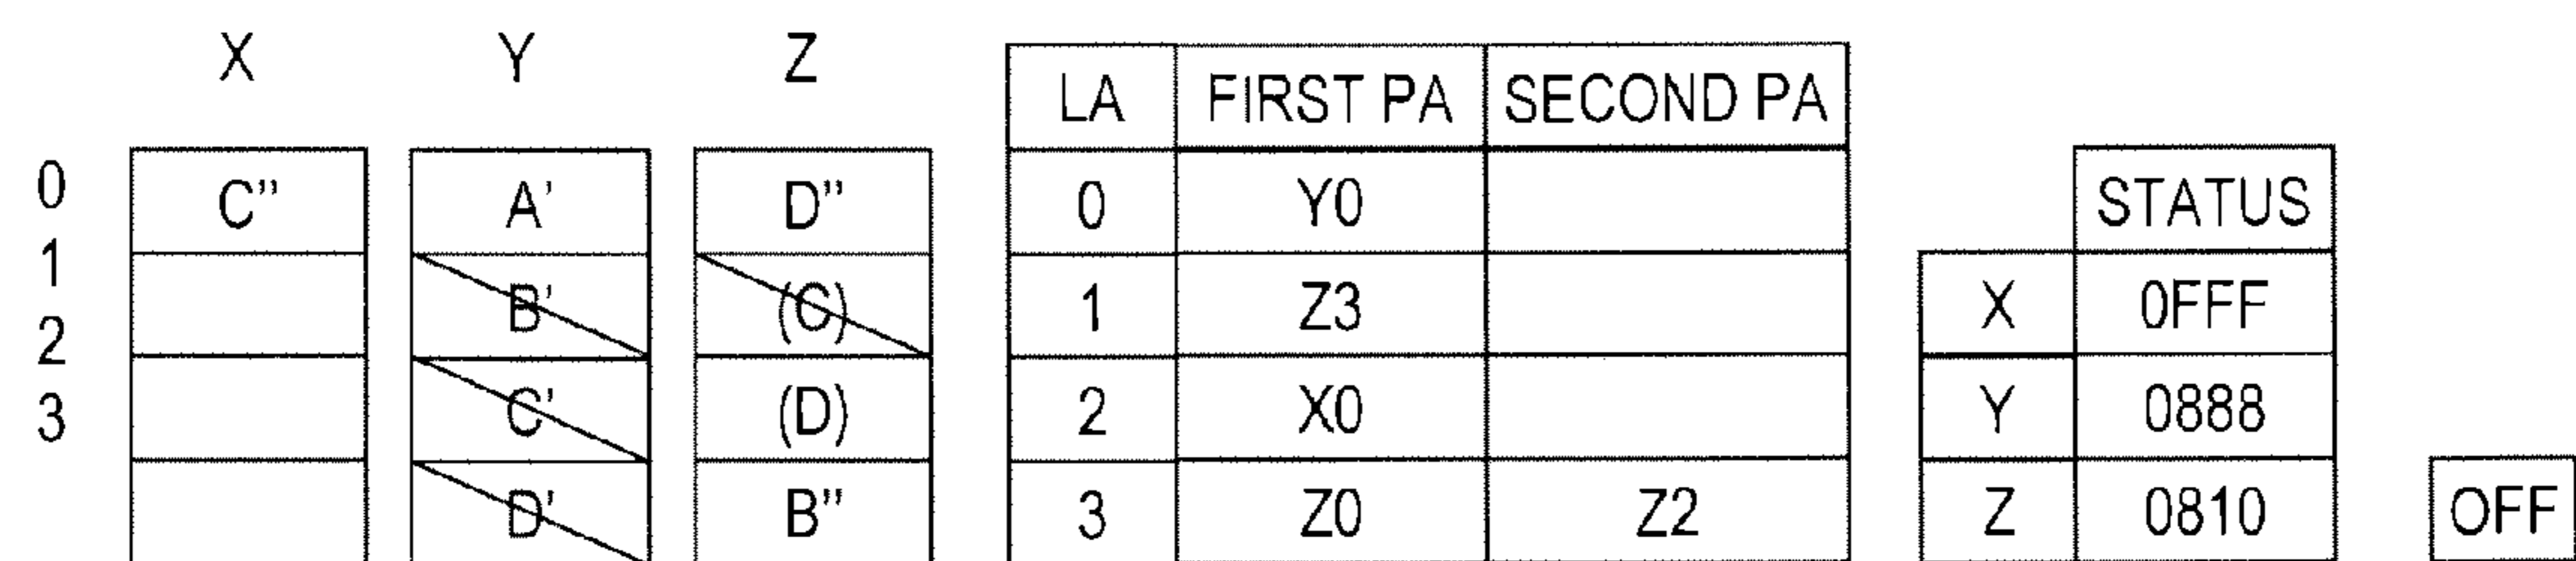 X Y Z
LA FIRST PA SECOND PA
0 C" A' D" 0 Y0 STATUS
1 B' (C) 1 Z3 X 0FFF
2 C' (D) 2 X0 Y 0888
3 D' B" 3 Z0 Z2 Z 0810 OFF